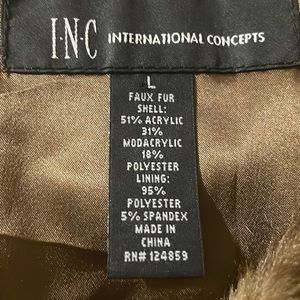 I·N·C INTERNATIONAL CONCEPTS
L
FAUX FUR
SHELL:
51% ACRYLIC
31%
MODACRYLIC
18%
POLYESTER
LINING:
95%
POLYESTER
5% SPANDEX
MADE IN
CHINA
RN# 124859